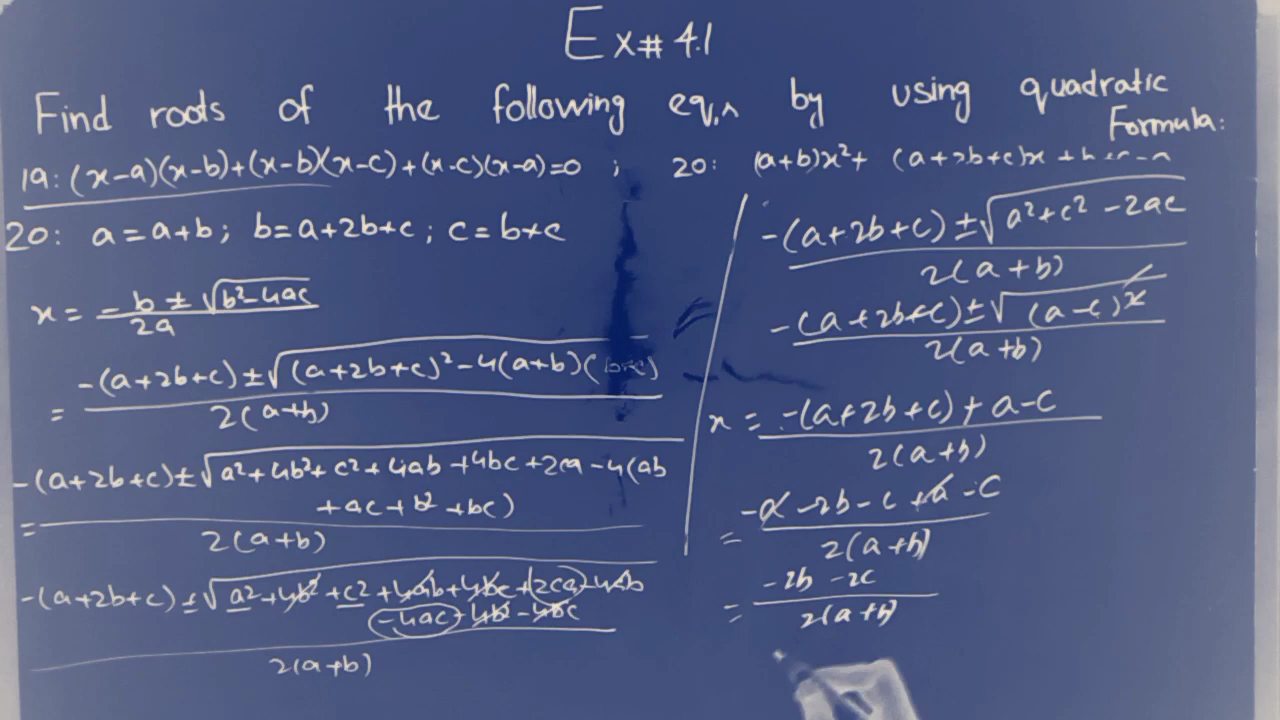 Ex# 4.1
Find roots of the following eq,n by using quadratic Formula:
19: (x-a)(x-b)+(x-b)(x-c)+(x-c)(x-a)=0 ; 20: (a+b)x²+ (a+2b+c)x +
20: a=a+b; b=a+2b+c; c=b+c
x = -b ± √b²-4ac
2a
-(a+2b+c)±√(a+2b+c)²-4(a+b)(b+c)
=
2(a+b)
-(a+2b+c)±√a²+4b²+c²+4ab+4bc+2ca-4(ab
+ac+b²+bc)
=
2(a+b)
-(a+2b+c)±√a²+4b²+c²+4ab+4bc+2ca-4ab
-4ac-4b²-4bc
2(a+b)
-(a+2b+c)±√a²+c²-2ac
2(a+b)
-(a+2b+c)±√(a-c)²
2(a+b)
x = -(a+2b+c)+a-c
2(a+b)
-a-2b-c+a-c
=
2(a+b)
-2b-2c
=
2(a+b)